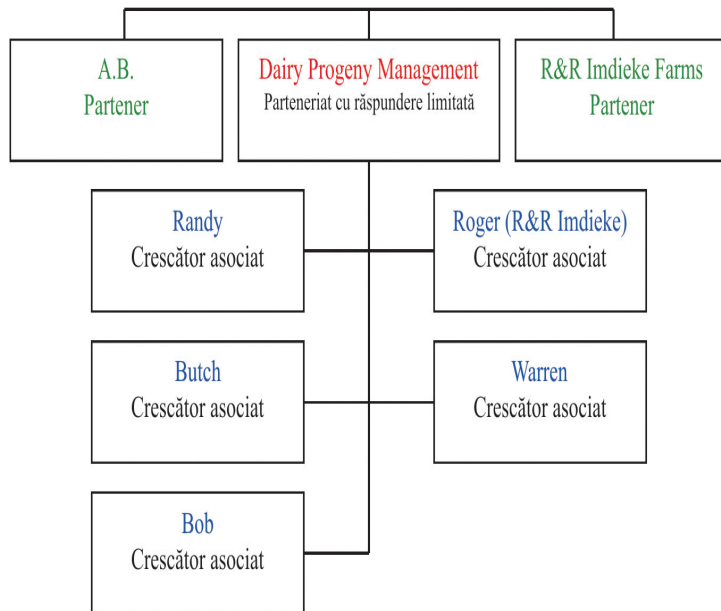 A.B.
Partener
Dairy Progeny Management
Parteneriat cu răspundere limitată
R&R Imdieke Farms
Partener
Randy
Crescător asociat
Roger (R&R Imdieke)
Crescător asociat
Butch
Crescător asociat
Warren
Crescător asociat
Bob
Crescător asociat